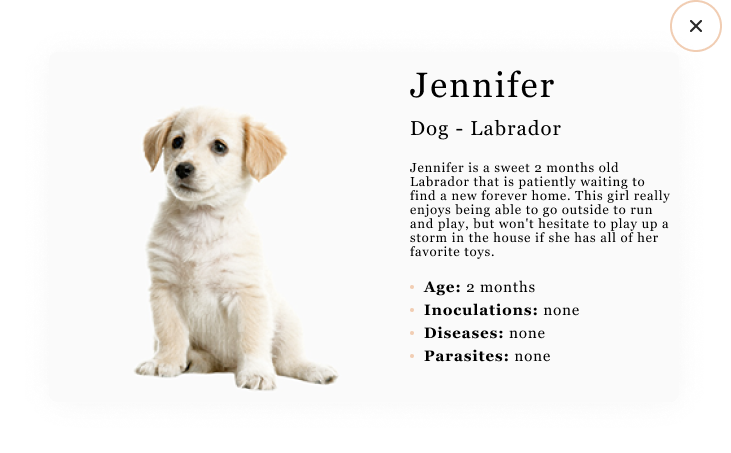 Jennifer
Dog - Labrador
Jennifer is a sweet 2 months old
Labrador that is patiently waiting to
find a new forever home. This girl really
enjoys being able to go outside to run
and play, but won't hesitate to play up a
storm in the house if she has all of her
favorite toys.
Age: 2 months
Inoculations: none
Diseases: none
Parasites: none